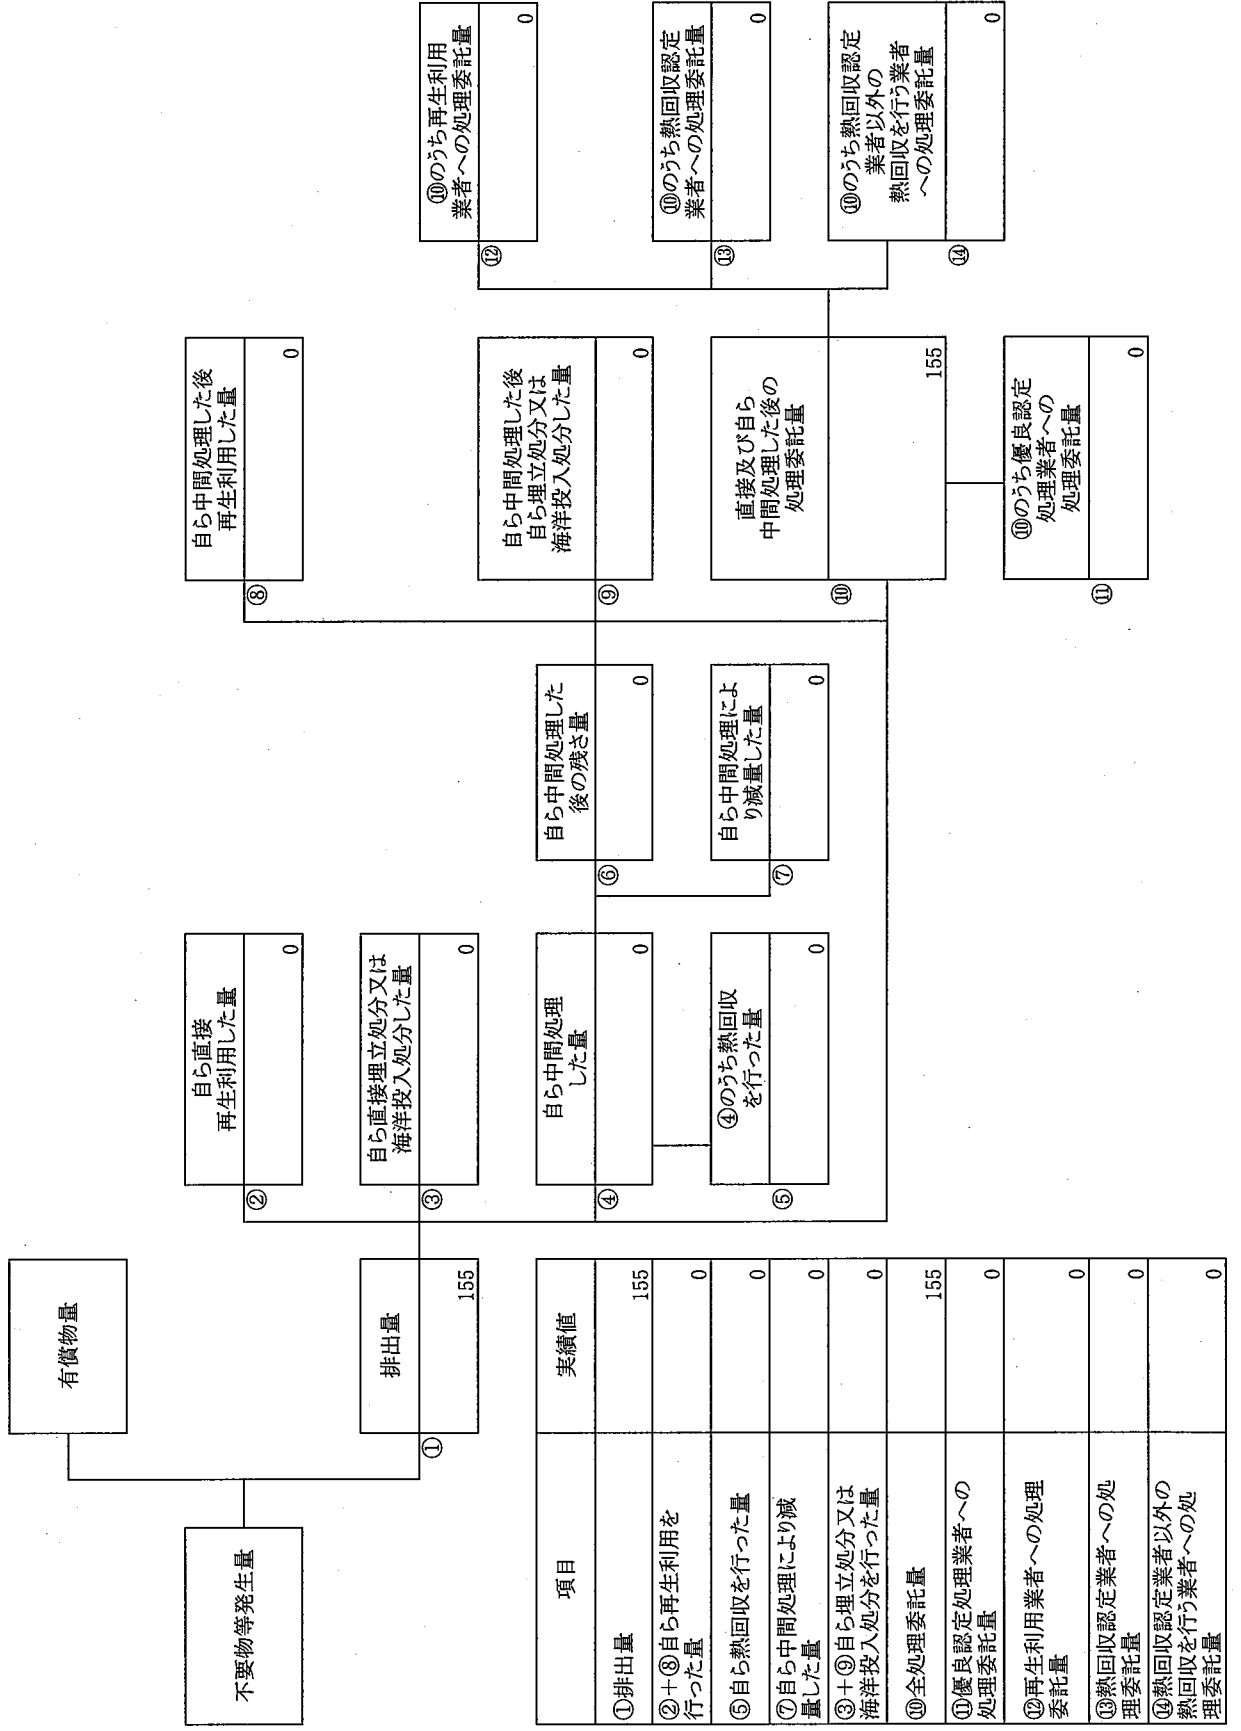 不要物等発生量
有償物量
①
排出量
155
②
自ら直接
再生利用した量
0
③
自ら直接埋立処分又は
海洋投入処分した量
0
④
自ら中間処理
した量
0
⑤
④のうち熱回収
を行った量
0
⑥
自ら中間処理した
後の残さ量
0
⑦
自ら中間処理によ
り減量した量
0
⑧
自ら中間処理した後
再生利用した量
0
⑨
自ら中間処理した後
自ら埋立処分又は
海洋投入処分した量
0
⑩
直接及び自ら
中間処理した後の
処理委託量
155
⑪
⑩のうち優良認定
処理業者への
処理委託量
0
⑫
⑩のうち再生利用
業者への処理委託量
0
⑬
⑩のうち熱回収認定
業者への処理委託量
0
⑭
⑩のうち熱回収認定
業者以外の
熱回収を行う業者
への処理委託量
0
項目 実績値
①排出量 155
②+⑧自ら再生利用を
行った量 0
⑤自ら熱回収を行った量 0
⑦自ら中間処理により減
量した量 0
③+⑨自ら埋立処分又は
海洋投入処分を行った量 0
⑩全処理委託量 155
⑪優良認定処理業者への
処理委託量 0
⑫再生利用業者への処理
委託量 0
⑬熱回収認定業者への処
理委託量 0
⑭熱回収認定業者以外の
熱回収を行う業者への処
理委託量 0